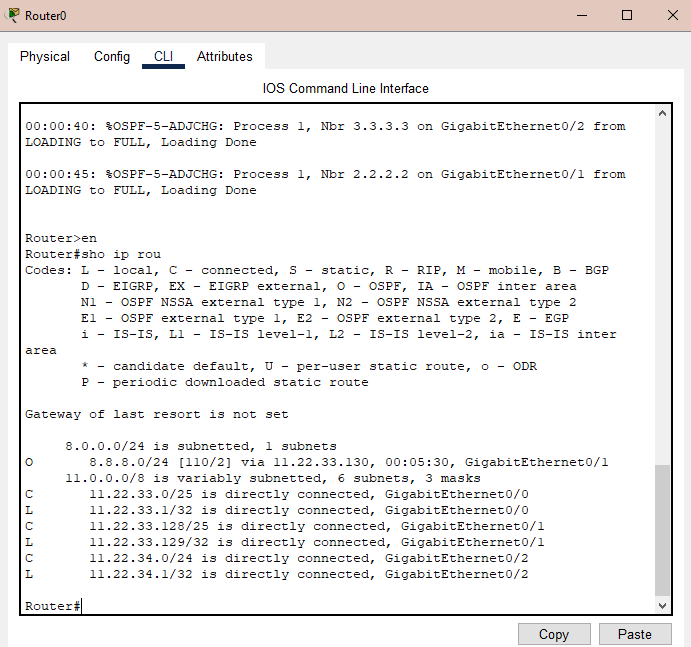 Router0
Physical Config CLI Attributes
IOS Command Line Interface
00:00:40: %OSPF-5-ADJCHG: Process 1, Nbr 3.3.3.3 on GigabitEthernet0/2 from
LOADING to FULL, Loading Done
00:00:45: %OSPF-5-ADJCHG: Process 1, Nbr 2.2.2.2 on GigabitEthernet0/1 from
LOADING to FULL, Loading Done
Router>en
Router#sho ip rou
Codes: L - local, C - connected, S - static, R - RIP, M - mobile, B - BGP
       D - EIGRP, EX - EIGRP external, O - OSPF, IA - OSPF inter area
       N1 - OSPF NSSA external type 1, N2 - OSPF NSSA external type 2
       E1 - OSPF external type 1, E2 - OSPF external type 2, E - EGP
       i - IS-IS, L1 - IS-IS level-1, L2 - IS-IS level-2, ia - IS-IS inter
area
       * - candidate default, U - per-user static route, o - ODR
       P - periodic downloaded static route
Gateway of last resort is not set
     8.0.0.0/24 is subnetted, 1 subnets
O       8.8.8.0/24 [110/2] via 11.22.33.130, 00:05:30, GigabitEthernet0/1
     11.0.0.0/8 is variably subnetted, 6 subnets, 3 masks
C       11.22.33.0/25 is directly connected, GigabitEthernet0/0
L       11.22.33.1/32 is directly connected, GigabitEthernet0/0
C       11.22.33.128/25 is directly connected, GigabitEthernet0/1
L       11.22.33.129/32 is directly connected, GigabitEthernet0/1
C       11.22.34.0/24 is directly connected, GigabitEthernet0/2
L       11.22.34.1/32 is directly connected, GigabitEthernet0/2
Router#
Copy Paste